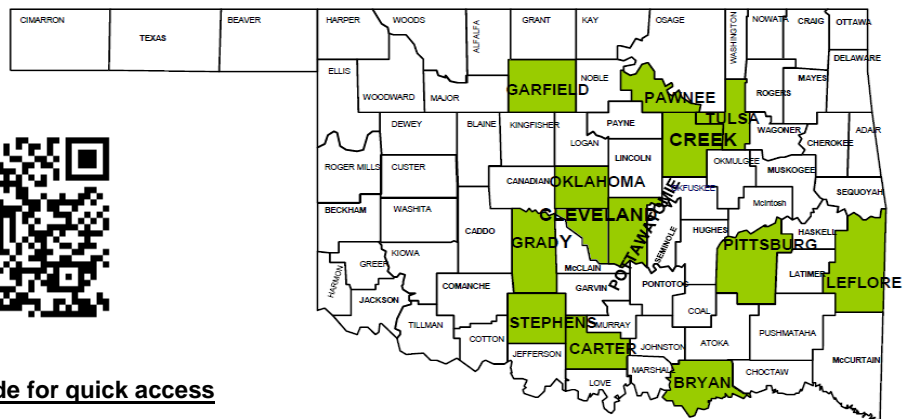 CIMARRON
TEXAS
BEAVER
HARPER
WOODS
ALFALFA
GRANT
KAY
OSAGE
WASHINGTON
NOWATA
CRAIG
OTTAWA
ELLIS
WOODWARD
MAJOR
GARFIELD
NOBLE
PAWNEE
ROGERS
MAYES
DELAWARE
DEWEY
BLAINE
KINGFISHER
LOGAN
PAYNE
CREEK
TULSA
WAGONER
CHEROKEE
ADAIR
ROGER MILLS
CUSTER
CANADIAN
OKLAHOMA
LINCOLN
OKFUSKEE
OKMULGEE
MUSKOGEE
SEQUOYAH
BECKHAM
WASHITA
CADDO
GRADY
CLEVELAND
POTTAWATOMIE
SEMINOLE
HUGHES
McIntosh
PITTSBURG
HASKELL
HARMON
GREER
KIOWA
JACKSON
COMANCHE
McCLAIN
GARVIN
PONTOTOC
COAL
LATIMER
LEFLORE
TILLMAN
COTTON
STEPHENS
MURRAY
JOHNSTON
ATOKA
PUSHMATAHA
McCURTAIN
JEFFERSON
CARTER
LOVE
MARSHALL
BRYAN
CHOCTAW
de for quick access